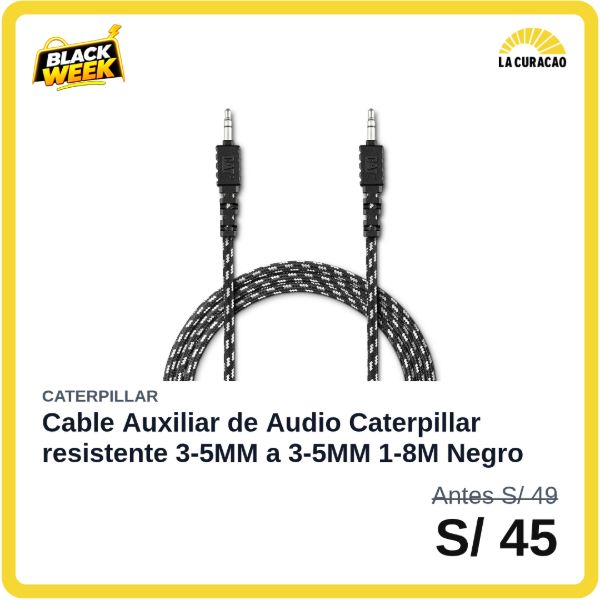 BLACK
WEEK
LA CURACAO
CAT
CAT
CATERPILLAR
Cable Auxiliar de Audio Caterpillar
resistente 3-5MM a 3-5MM 1-8M Negro
Antes S/ 49
S/ 45